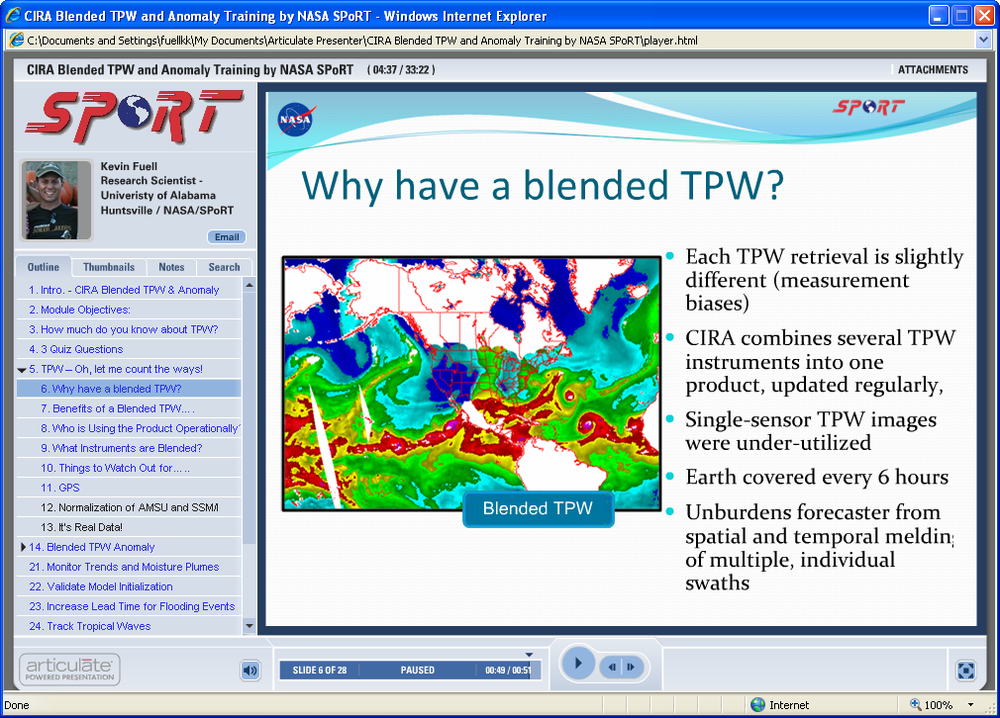 CIRA Blended TPW and Anomaly Training by NASA SPoRT - Windows Internet Explorer
C:\Documents and Settings\fuellkk\My Documents\Articulate Presenter\CIRA Blended TPW and Anomaly Training by NASA SPoRT\player.html
CIRA Blended TPW and Anomaly Training by NASA SPoRT ( 04:37 / 33:22 )
ATTACHMENTS
SPoRT
Kevin Fuell
Research Scientist -
Univeristy of Alabama
Huntsville / NASA/SPoRT
Email
Outline Thumbnails Notes Search
1. Intro. - CIRA Blended TPW & Anomaly
2. Module Objectives:
3. How much do you know about TPW?
4. 3 Quiz Questions
5. TPW – Oh, let me count the ways!
6. Why have a blended TPW?
7. Benefits of a Blended TPW… .
8. Who is Using the Product Operationally
9. What Instruments are Blended?
10. Things to Watch Out for… ..
11. GPS
12. Normalization of AMSU and SSM/I
13. It's Real Data!
14. Blended TPW Anomaly
21. Monitor Trends and Moisture Plumes
22. Validate Model Initialization
23. Increase Lead Time for Flooding Events
24. Track Tropical Waves
NASA
SPoRT
Why have a blended TPW?
Blended TPW
Each TPW retrieval is slightly
different (measurement
biases)
CIRA combines several TPW
instruments into one
product, updated regularly,
Single-sensor TPW images
were under-utilized
Earth covered every 6 hours
Unburdens forecaster from
spatial and temporal melding
of multiple, individual
swaths
articulate
POWERED PRESENTATION
SLIDE 6 OF 28 PAUSED 00:49 / 00:51
Done
Internet
100%